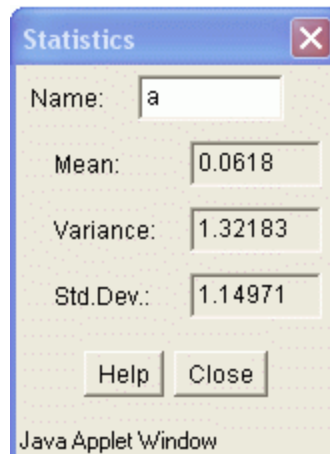 Statistics
Name: a
Mean: 0.0618
Variance: 1.32183
Std.Dev.: 1.14971
Help Close
Java Applet Window